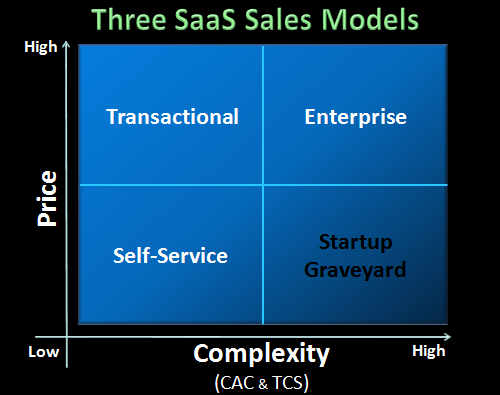 Three SaaS Sales Models
High
Transactional
Enterprise
Price
Self-Service
Startup
Graveyard
Low
Complexity
High
(CAC & TCS)